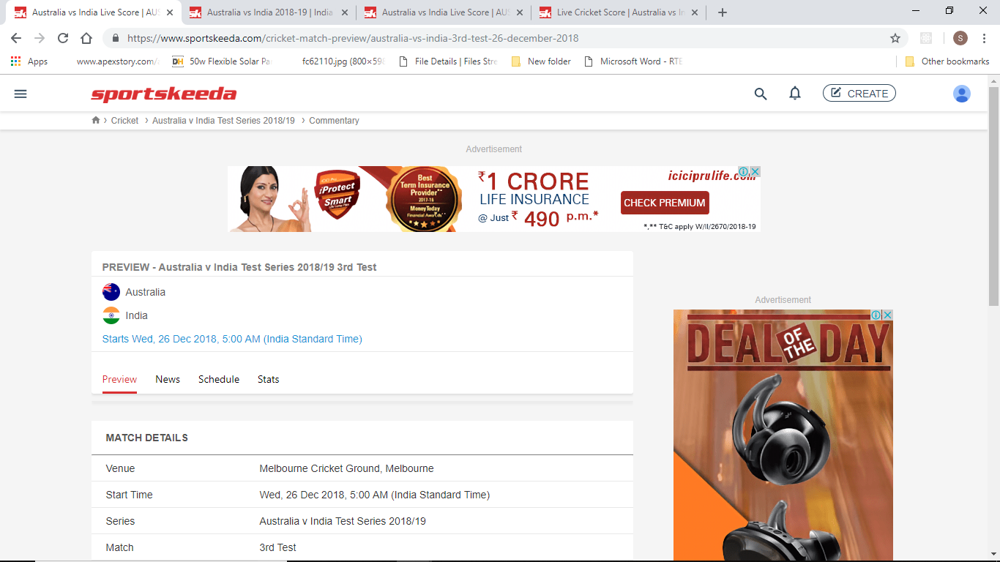 Australia vs India Live Score | AUS
Australia vs India 2018-19 | India
Australia vs India Live Score | AUS
Live Cricket Score | Australia vs In
https://www.sportskeeda.com/cricket-match-preview/australia-vs-india-3rd-test-26-december-2018
S
Apps
www.apexstory.com/
DH 50w Flexible Solar Pa
fc62110.jpg (800×598
File Details | Files Stre
New folder
Microsoft Word - RTE
Other bookmarks
sportskeeda
CREATE
Cricket › Australia v India Test Series 2018/19 › Commentary
Advertisement
iProtect
Smart
Best
Term Insurance
Provider**
2017-18
Money Today
Financial Awards
₹1 CRORE
LIFE INSURANCE
@ Just ₹ 490 p.m.*
iciciprulife.com
CHECK PREMIUM
*,** T&C apply W/II/2670/2018-19
PREVIEW - Australia v India Test Series 2018/19 3rd Test
Australia
India
Starts Wed, 26 Dec 2018, 5:00 AM (India Standard Time)
Preview News Schedule Stats
MATCH DETAILS
Venue Melbourne Cricket Ground, Melbourne
Start Time Wed, 26 Dec 2018, 5:00 AM (India Standard Time)
Series Australia v India Test Series 2018/19
Match 3rd Test
Advertisement
DEAL OF THE DAY